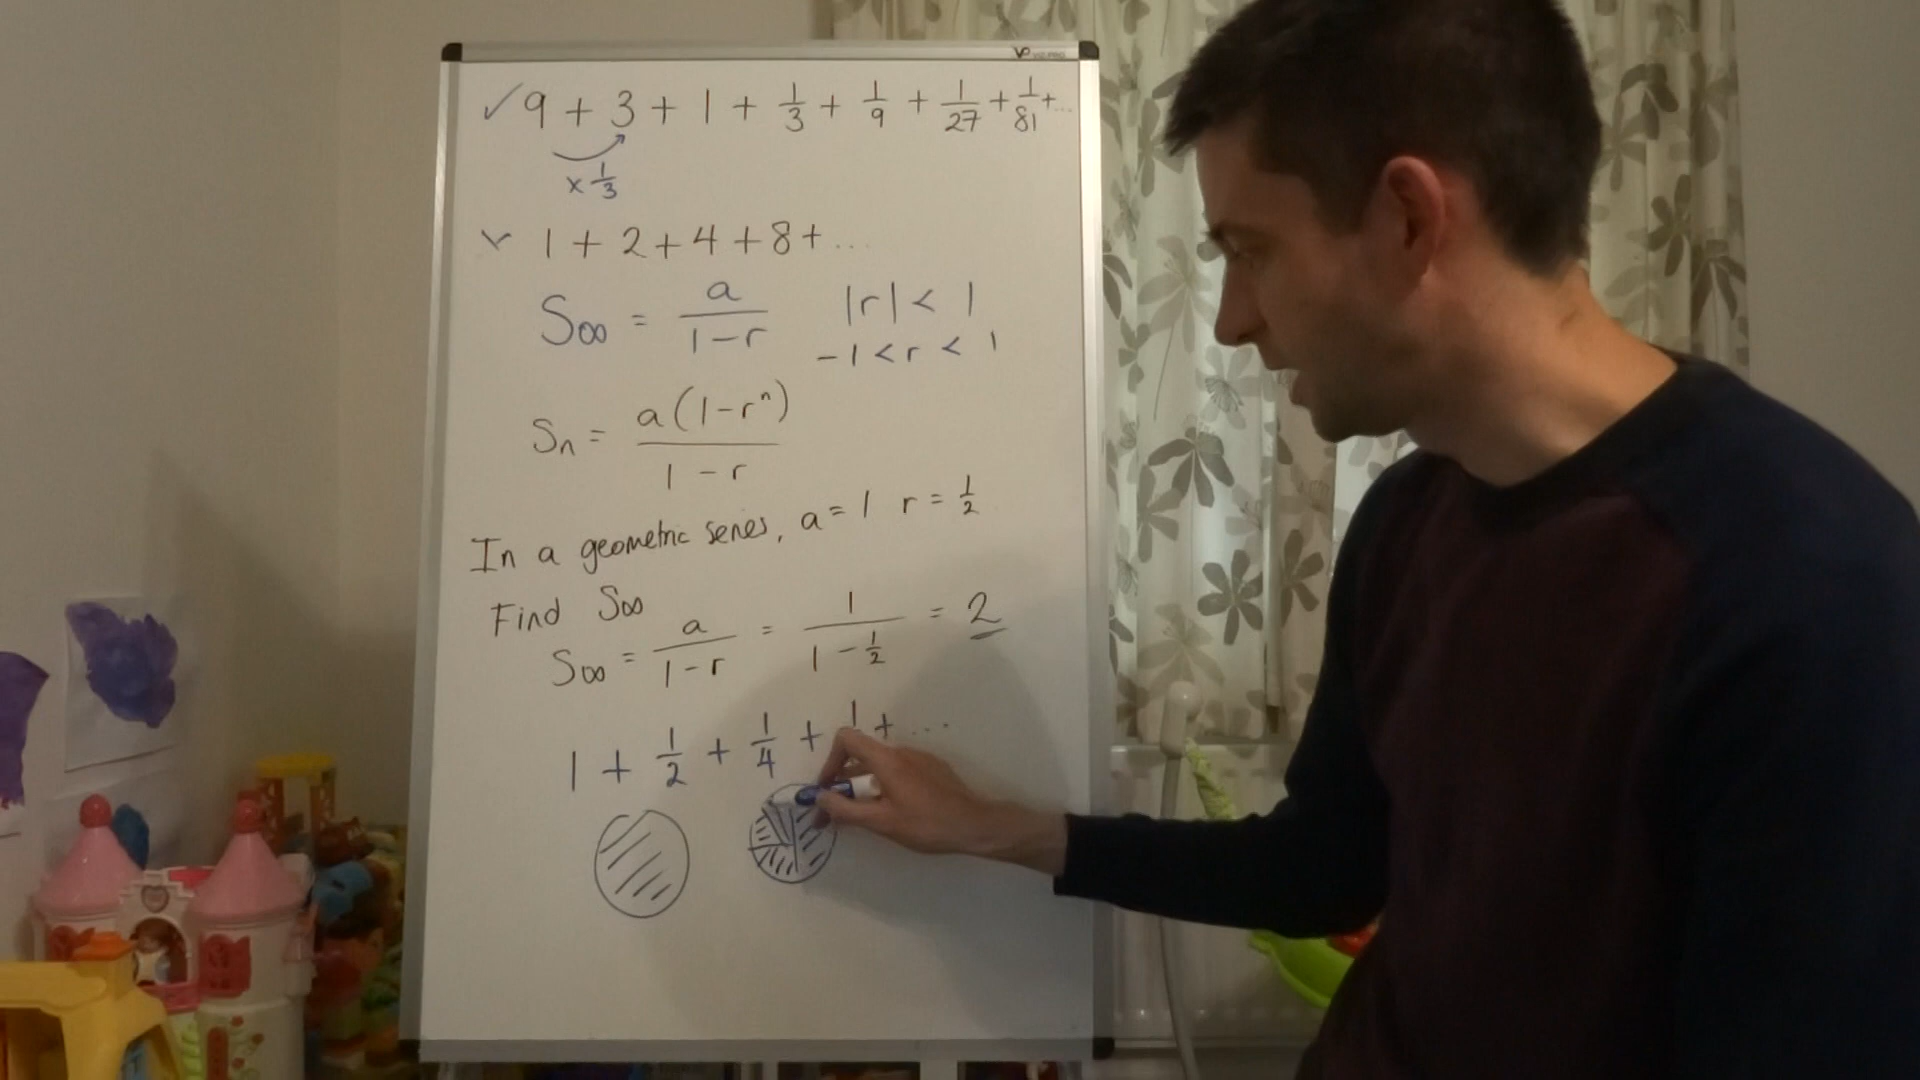 ✓ 9 + 3 + 1 + 1/3 + 1/9 + 1/27 + 1/81 + ...
× 1/3
1 + 2 + 4 + 8 + ...
S∞ = a/(1-r) |r| < 1
-1 < r < 1
Sn = a(1-rⁿ)/(1-r)
In a geometric series, a = 1 r = 1/2
Find S∞
S∞ = a/(1-r) = 1/(1 - 1/2) = 2
1 + 1/2 + 1/4 + 1 + ...